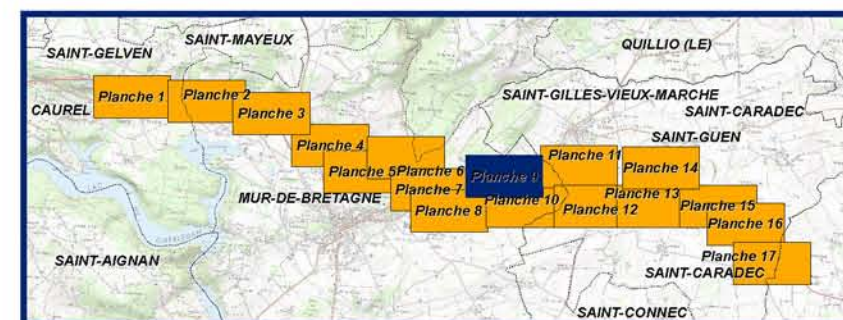 SAINT-GELVEN
SAINT-MAYEUX
QUILLIO (LE)
CAUREL
Planche 1
Planche 2
Planche 3
SAINT-GILLES-VIEUX-MARCHE
SAINT-CARADEC
SAINT-GUEN
Planche 4
Planche 5
Planche 6
Planche 7
Planche 8
Planche 9
Planche 10
Planche 11
Planche 12
Planche 13
Planche 14
Planche 15
Planche 16
Planche 17
MUR-DE-BRETAGNE
SAINT-AIGNAN
SAINT-CARADEC
SAINT-CONNEC